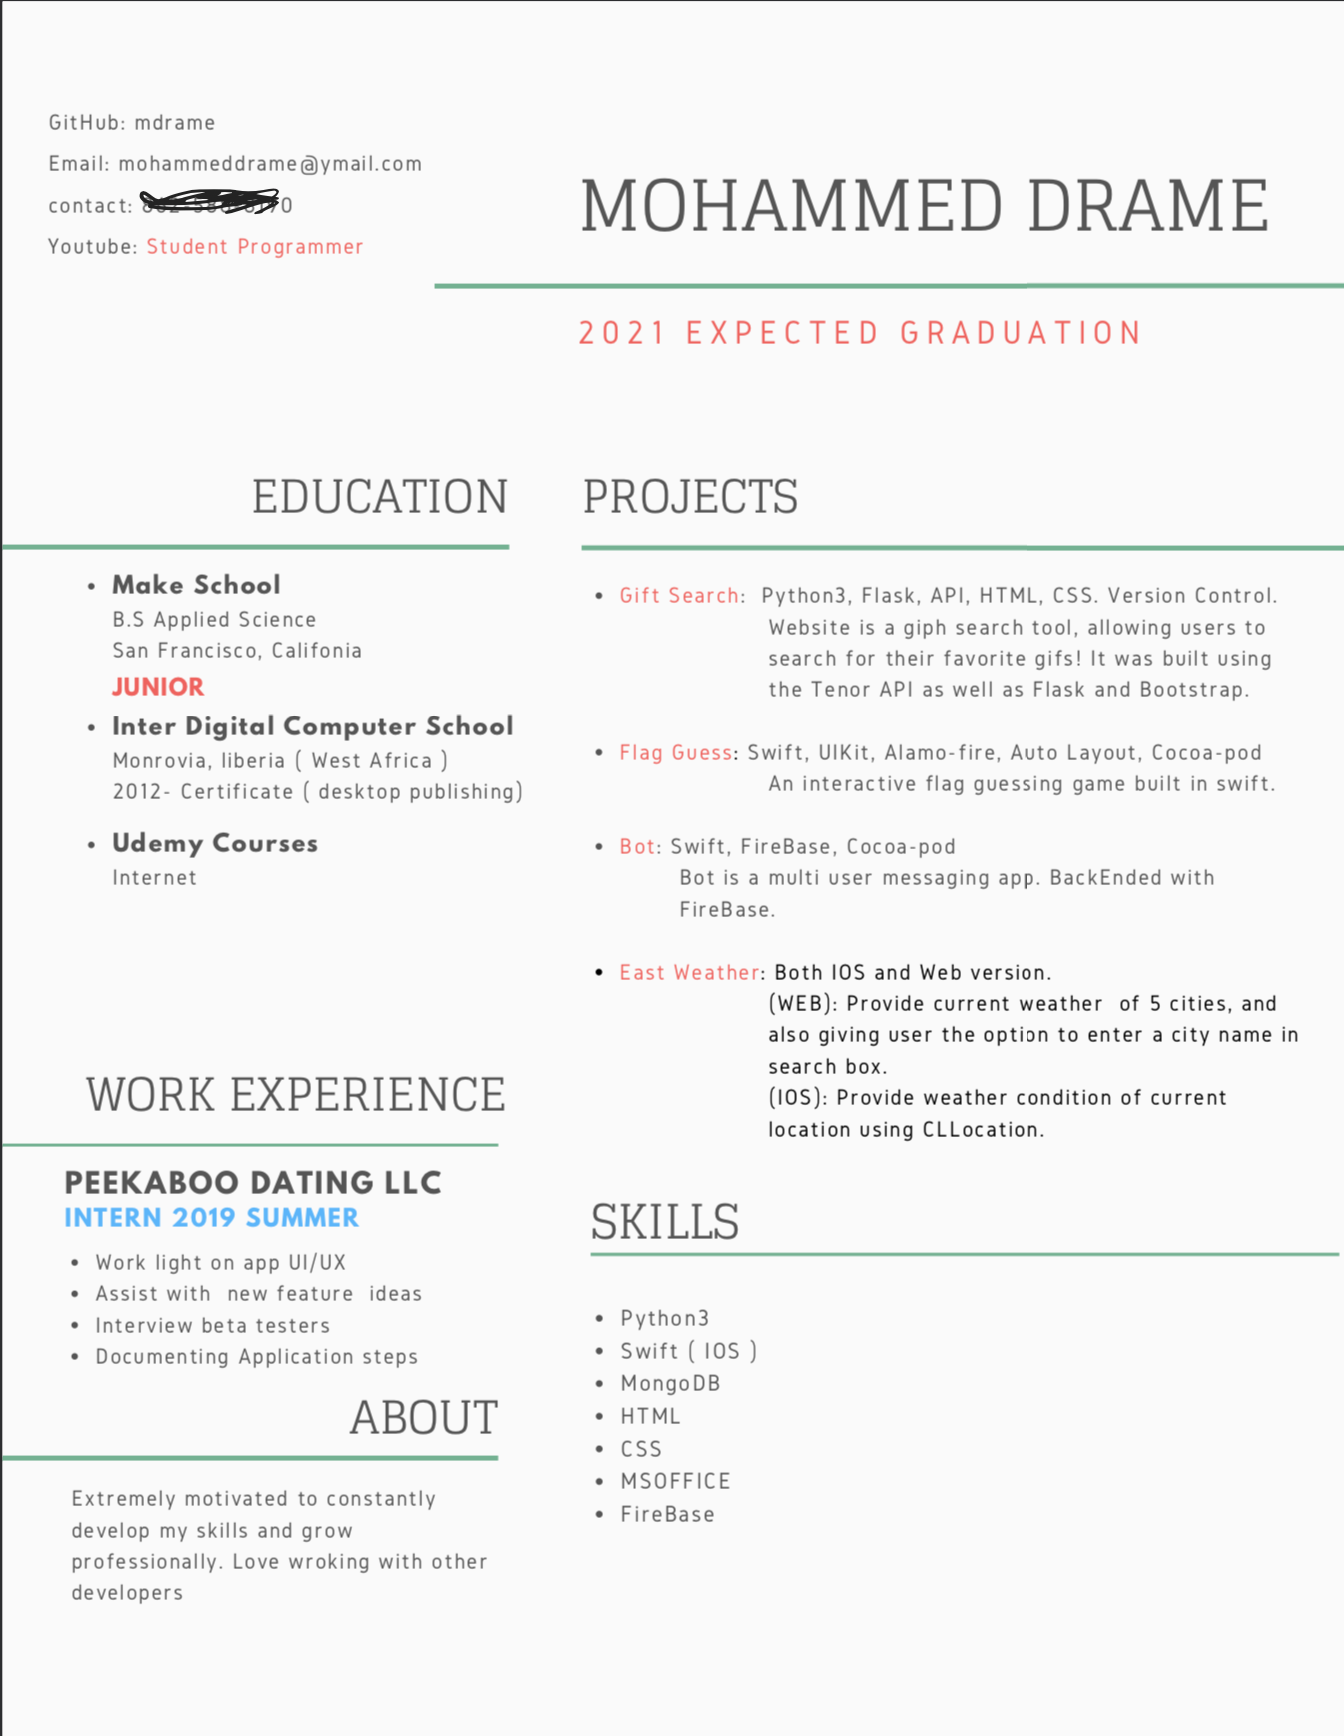 GitHub: mdrame
Email: mohammeddrame@ymail.com
contact:
Youtube: Student Programmer
MOHAMMED DRAME
2021 EXPECTED GRADUATION
EDUCATION
• Make School
B.S Applied Science
San Francisco, Califonia
JUNIOR
• Inter Digital Computer School
Monrovia, liberia ( West Africa )
2012- Certificate ( desktop publishing)
• Udemy Courses
Internet
WORK EXPERIENCE
PEEKABOO DATING LLC
INTERN 2019 SUMMER
• Work light on app UI/UX
• Assist with new feature ideas
• Interview beta testers
• Documenting Application steps
ABOUT
Extremely motivated to constantly
develop my skills and grow
professionally. Love wroking with other
developers
PROJECTS
• Gift Search: Python3, Flask, API, HTML, CSS. Version Control.
Website is a giph search tool, allowing users to
search for their favorite gifs! It was built using
the Tenor API as well as Flask and Bootstrap.
• Flag Guess: Swift, UIKit, Alamo-fire, Auto Layout, Cocoa-pod
An interactive flag guessing game built in swift.
• Bot: Swift, FireBase, Cocoa-pod
Bot is a multi user messaging app. BackEnded with
FireBase.
• East Weather: Both IOS and Web version.
(WEB): Provide current weather of 5 cities, and
also giving user the option to enter a city name in
search box.
(IOS): Provide weather condition of current
location using CLLocation.
SKILLS
• Python3
• Swift ( IOS )
• MongoDB
• HTML
• CSS
• MSOFFICE
• FireBase